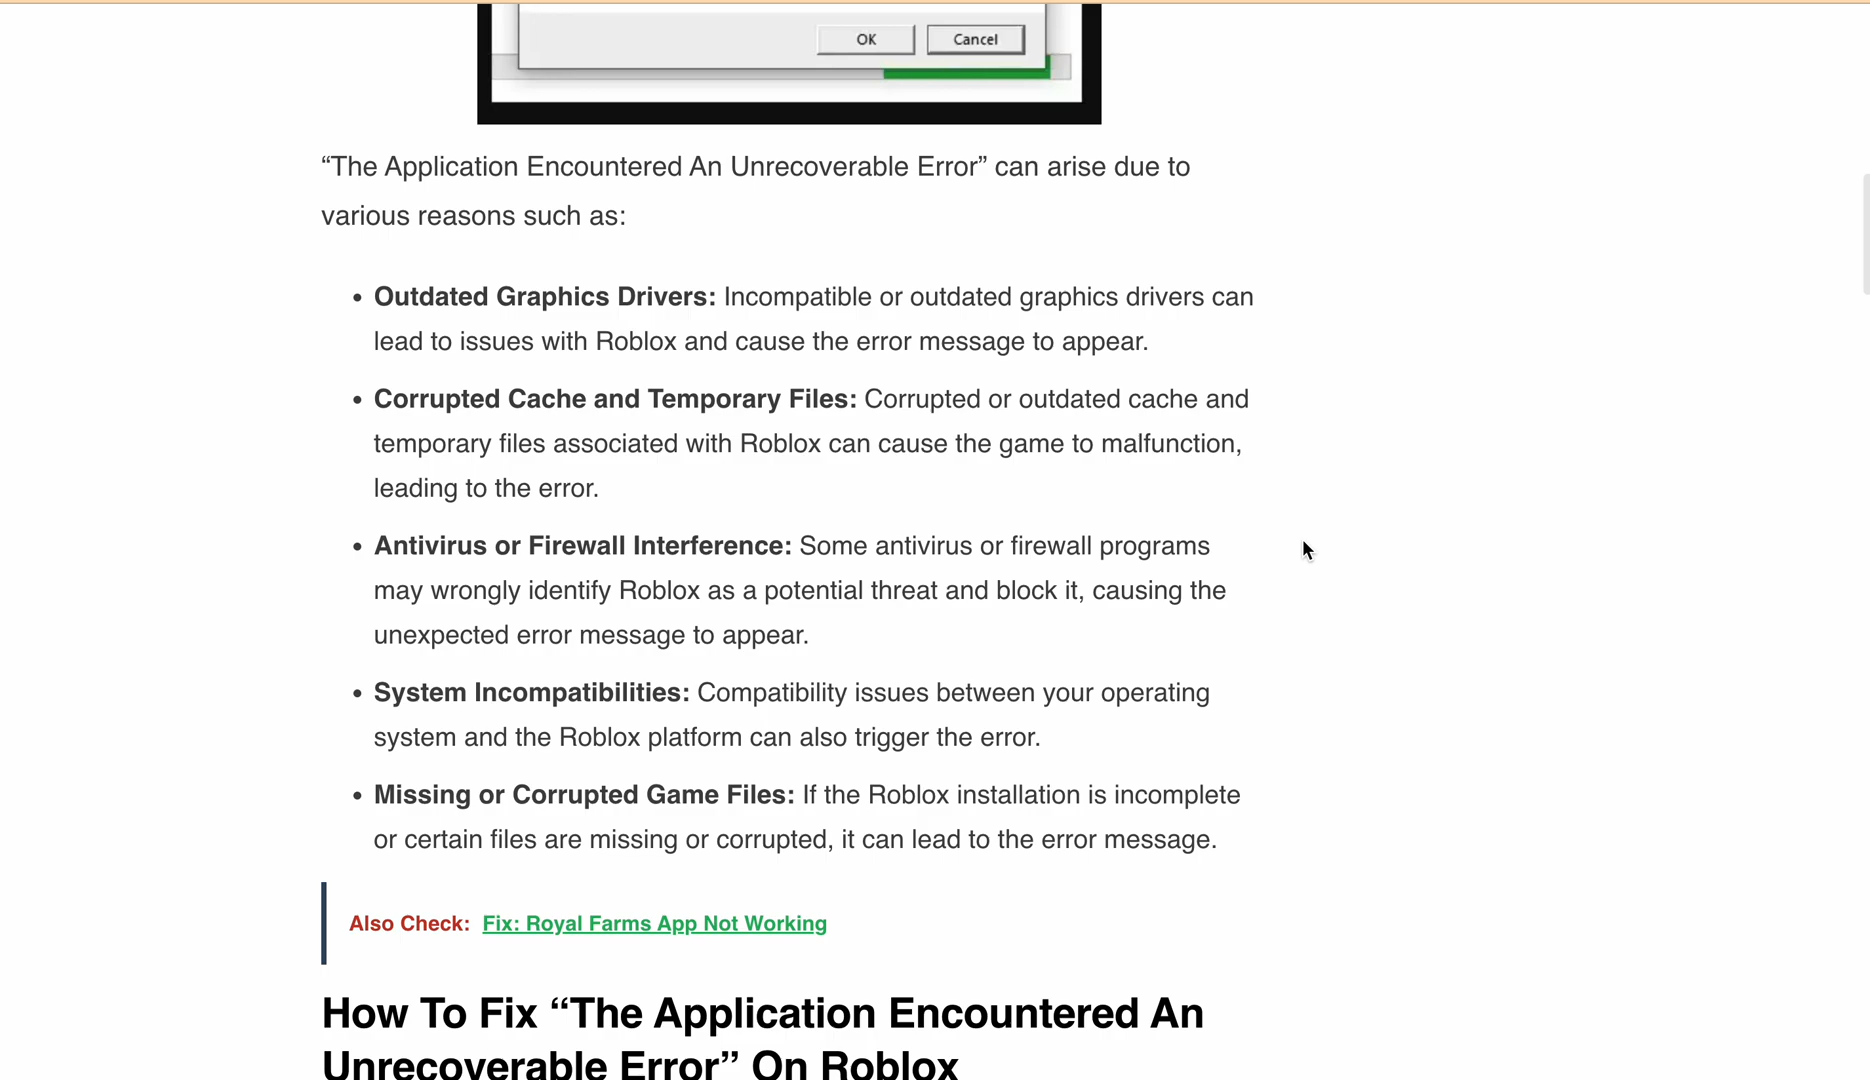 OK Cancel
“The Application Encountered An Unrecoverable Error” can arise due to
various reasons such as:
• Outdated Graphics Drivers: Incompatible or outdated graphics drivers can
lead to issues with Roblox and cause the error message to appear.
• Corrupted Cache and Temporary Files: Corrupted or outdated cache and
temporary files associated with Roblox can cause the game to malfunction,
leading to the error.
• Antivirus or Firewall Interference: Some antivirus or firewall programs
may wrongly identify Roblox as a potential threat and block it, causing the
unexpected error message to appear.
• System Incompatibilities: Compatibility issues between your operating
system and the Roblox platform can also trigger the error.
• Missing or Corrupted Game Files: If the Roblox installation is incomplete
or certain files are missing or corrupted, it can lead to the error message.
Also Check: Fix: Royal Farms App Not Working
How To Fix “The Application Encountered An
Unrecoverable Error” On Roblox